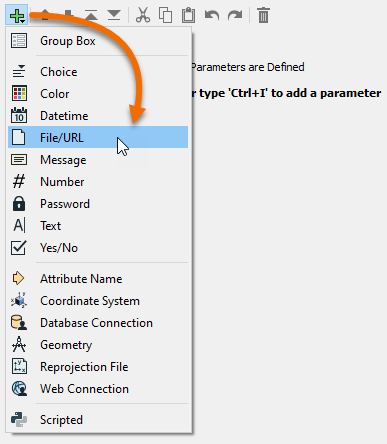 Group Box
Choice
Parameters are Defined
Color
r type 'Ctrl+I' to add a parameter
Datetime
File/URL
Message
Number
Password
Text
Yes/No
Attribute Name
Coordinate System
Database Connection
Geometry
Reprojection File
Web Connection
Scripted